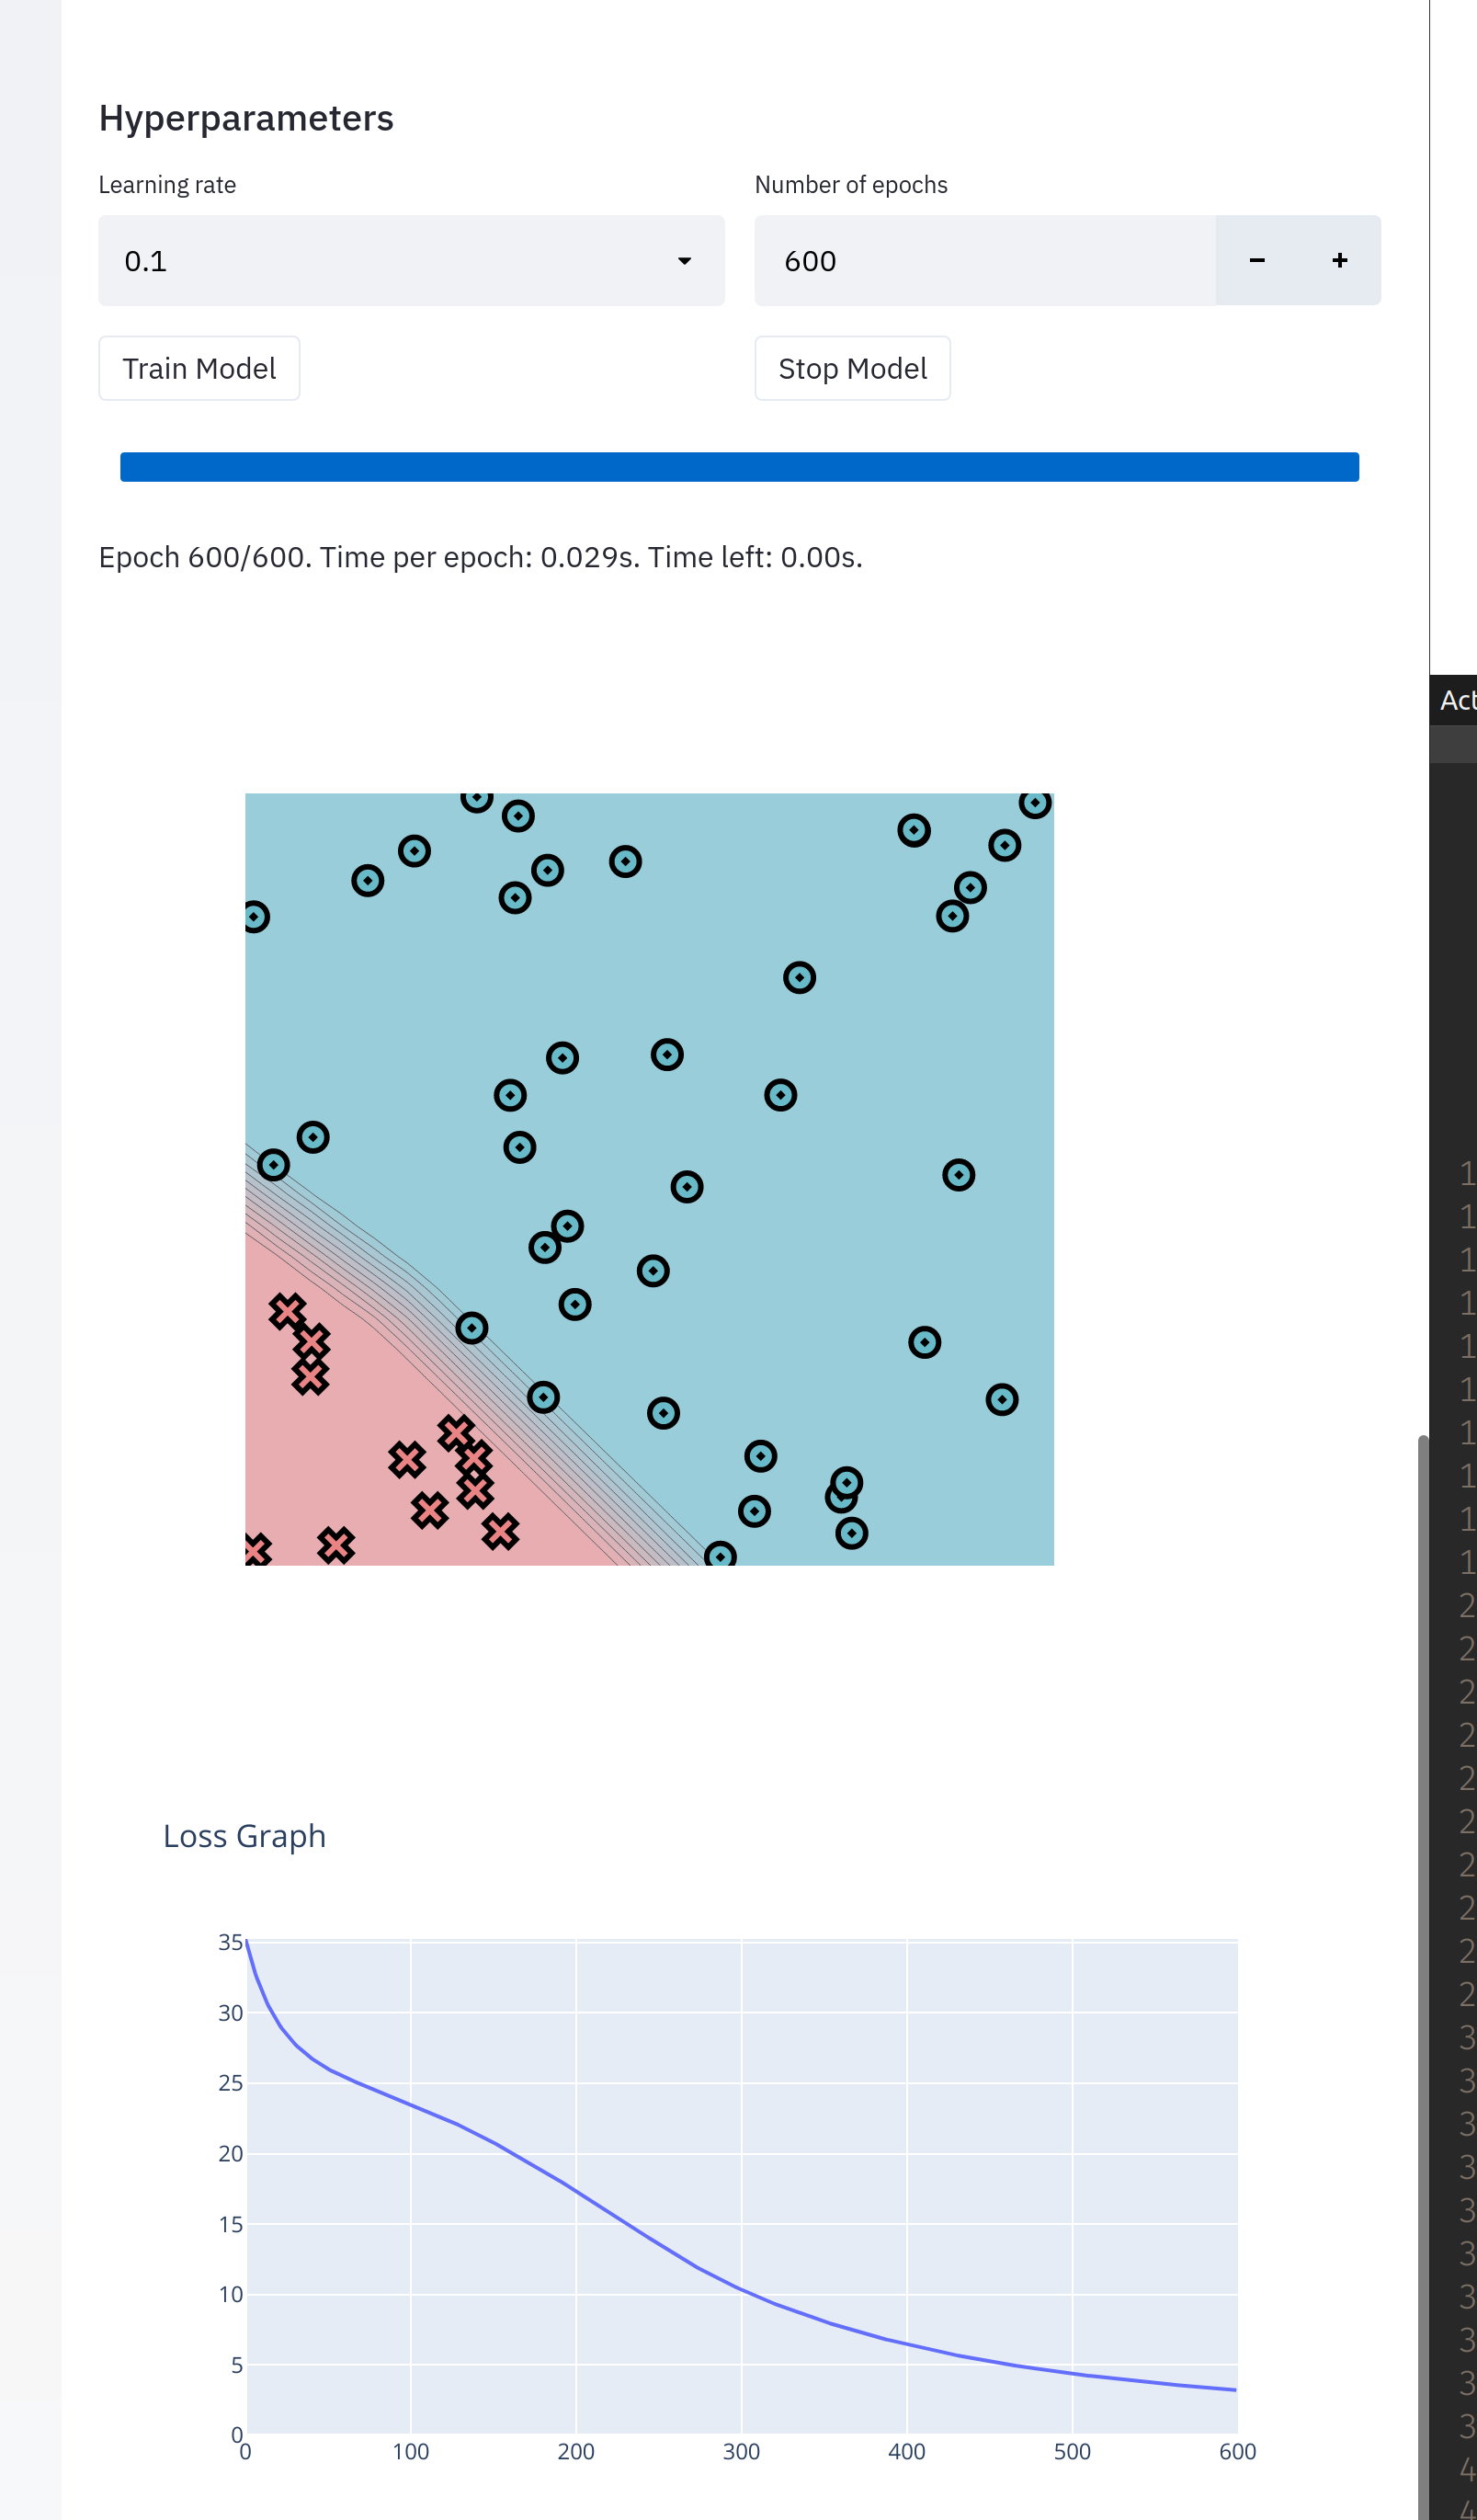 Hyperparameters
Learning rate
Number of epochs
0.1
600
−
+
Train Model
Stop Model
Epoch 600/600. Time per epoch: 0.029s. Time left: 0.00s.
Loss Graph
35
30
25
20
15
10
5
0
0 100 200 300 400 500 600